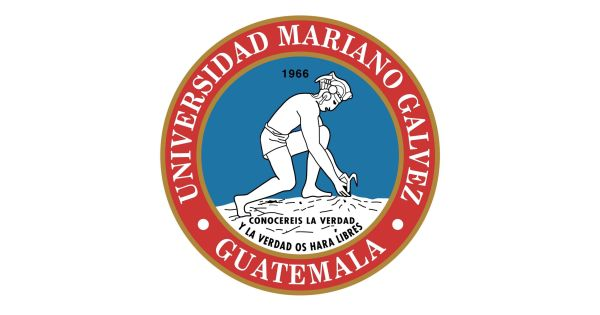 UNIVERSIDAD MARIANO GALVEZ
1966
CONOCEREIS LA VERDAD
Y LA VERDAD OS HARA LIBRES
GUATEMALA